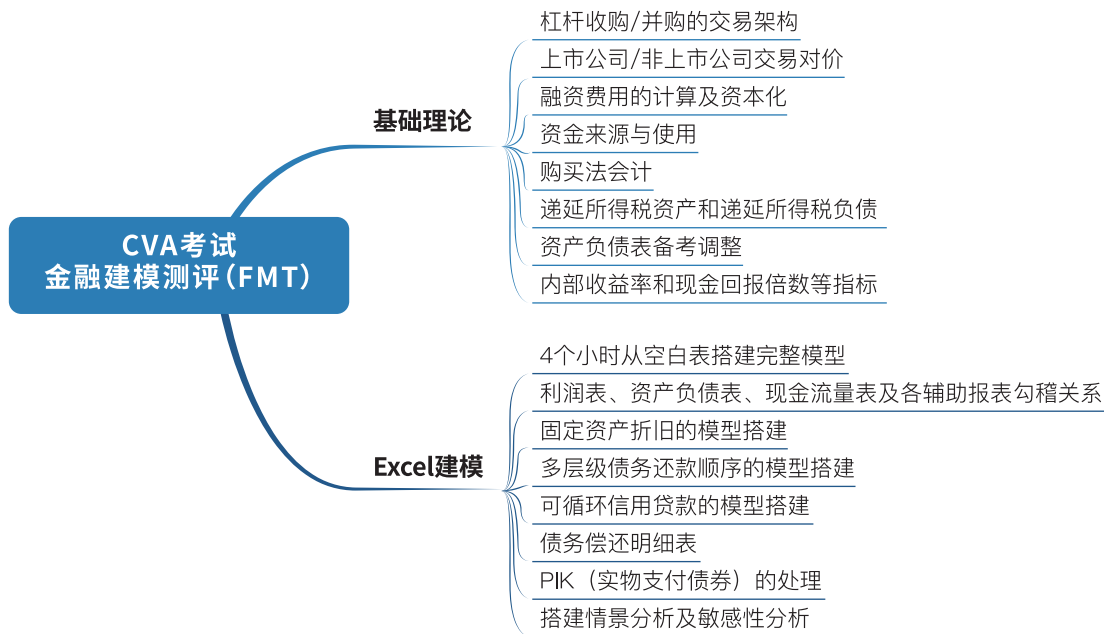 CVA考试
金融建模测评(FMT)
基础理论
杠杆收购/并购的交易架构
上市公司/非上市公司交易对价
融资费用的计算及资本化
资金来源与使用
购买法会计
递延所得税资产和递延所得税负债
资产负债表备考调整
内部收益率和现金回报倍数等指标
Excel建模
4个小时从空白表搭建完整模型
利润表、资产负债表、现金流量表及各辅助报表勾稽关系
固定资产折旧的模型搭建
多层级债务还款顺序的模型搭建
可循环信用贷款的模型搭建
债务偿还明细表
PIK（实物支付债券）的处理
搭建情景分析及敏感性分析